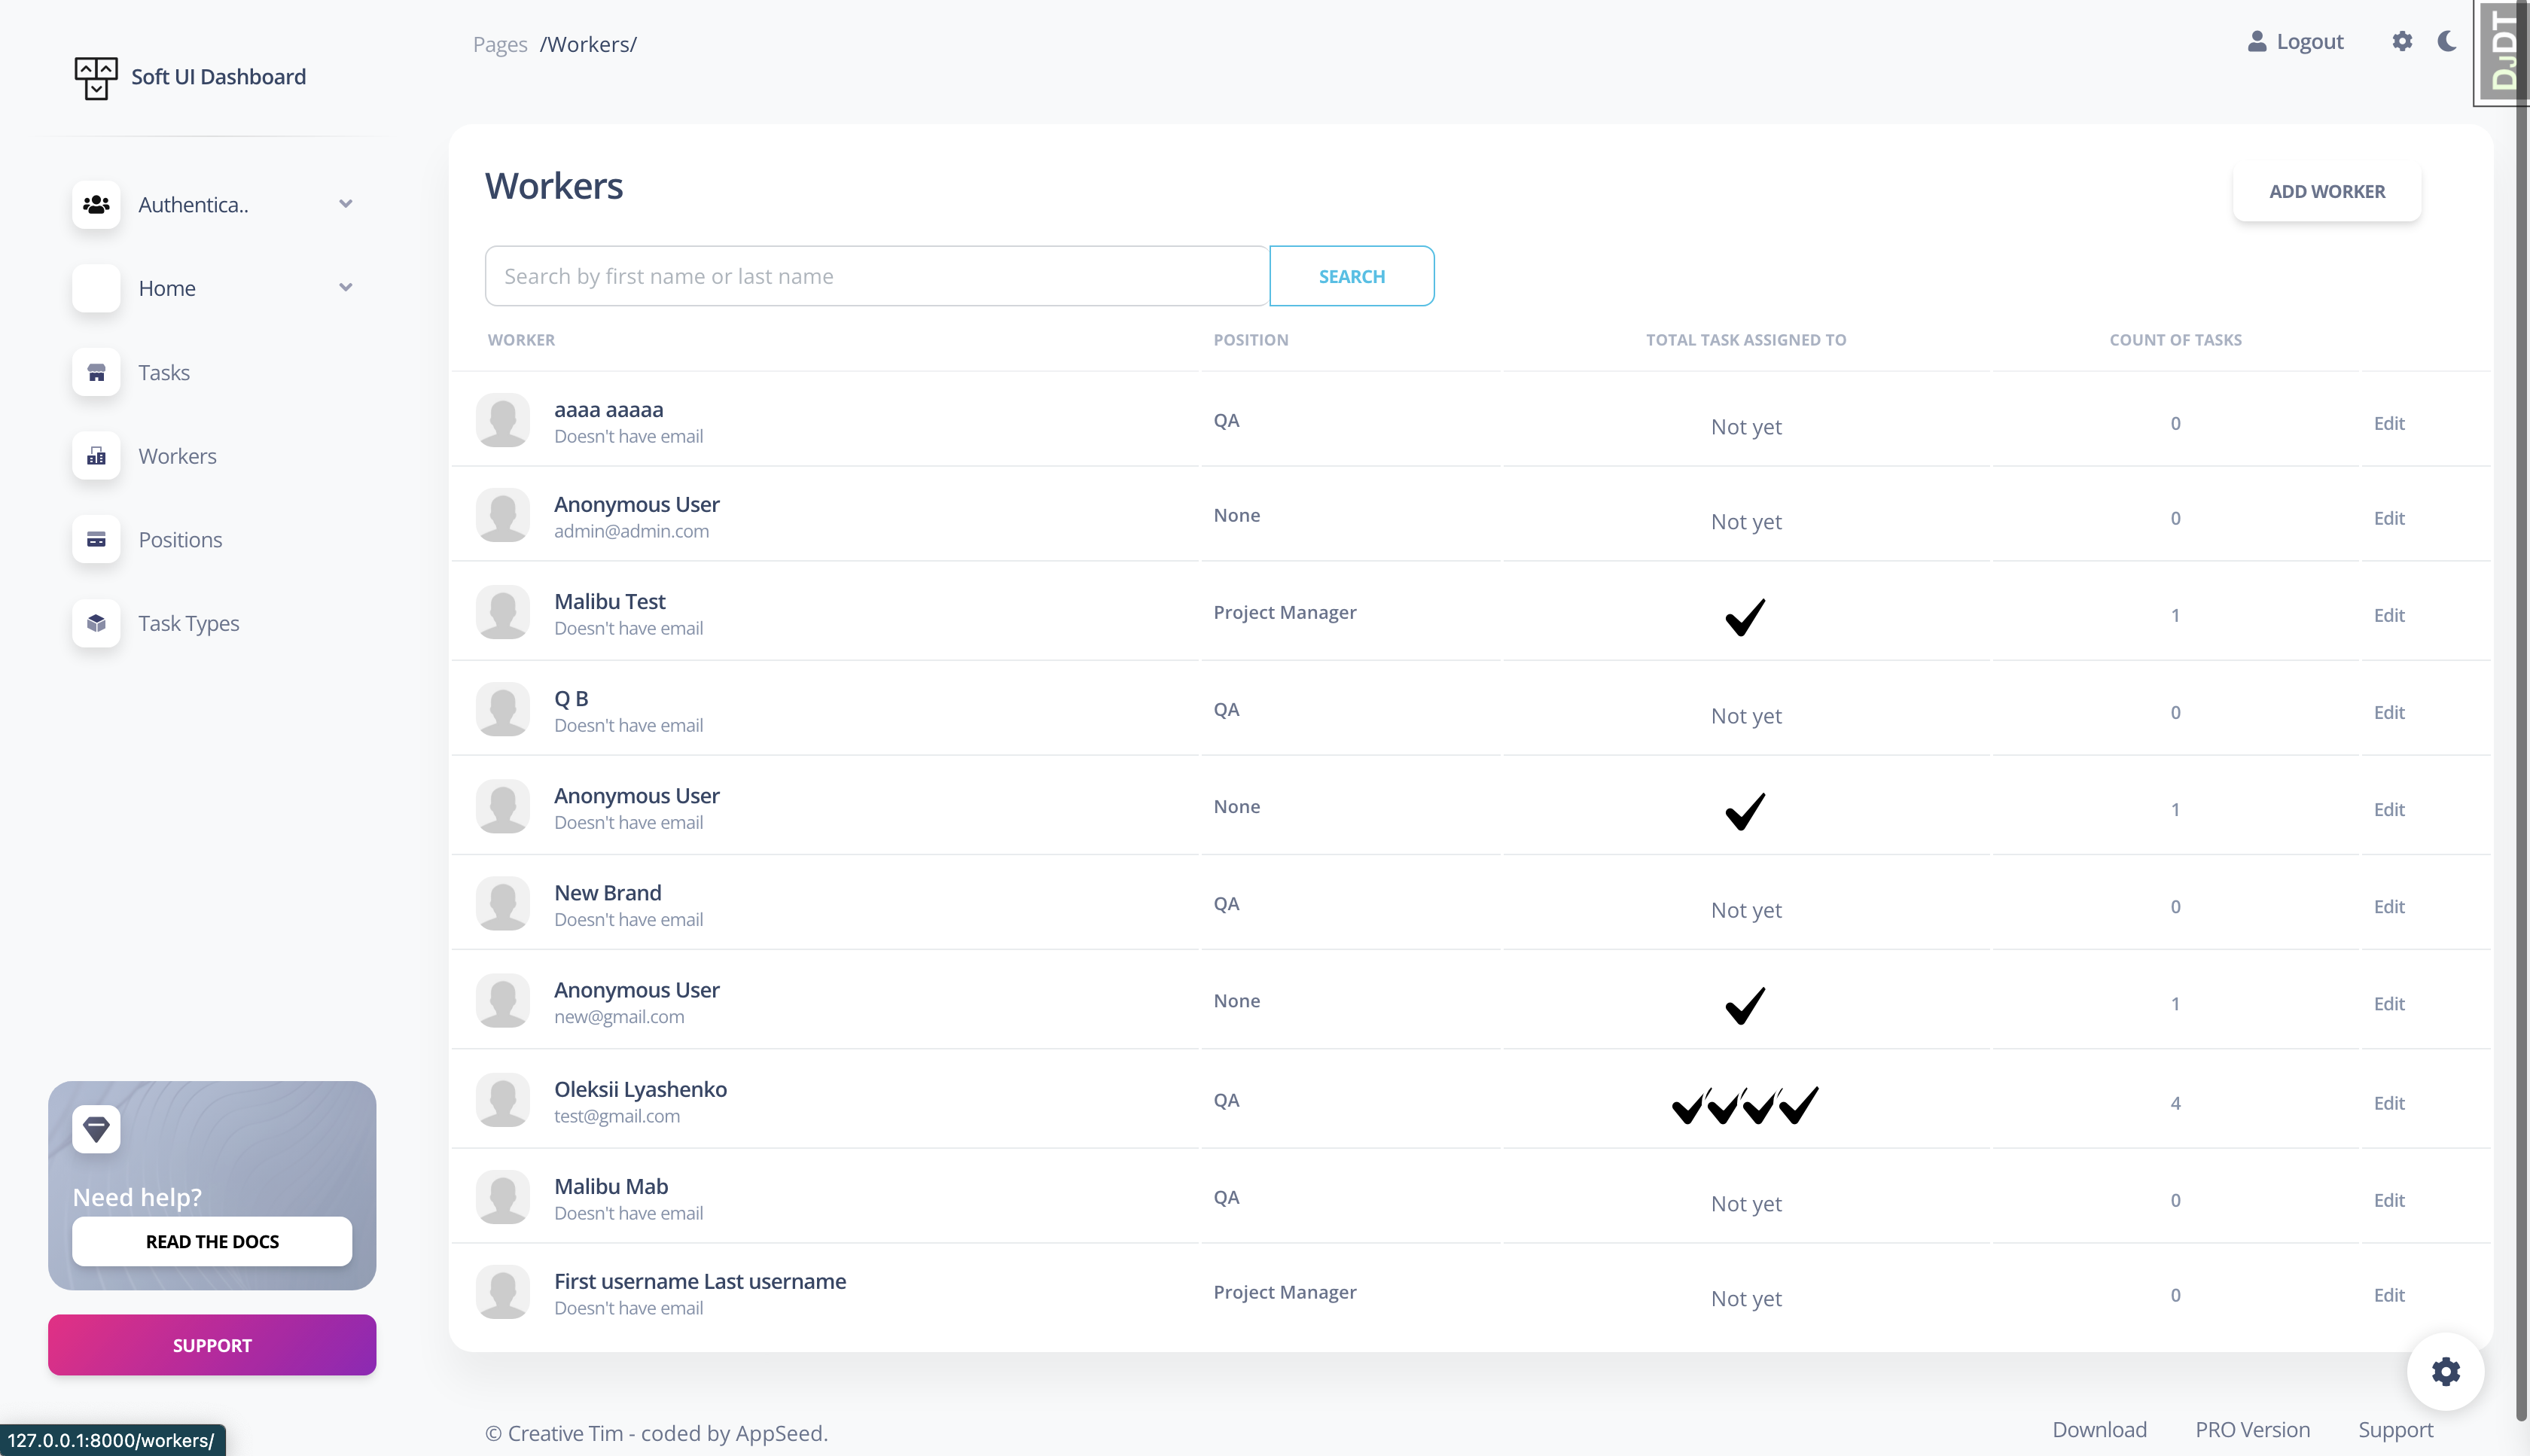 Soft UI Dashboard
Pages /Workers/
Logout
DJDT
Authentica..
Home
Tasks
Workers
Positions
Task Types
Need help?
READ THE DOCS
SUPPORT
Workers
ADD WORKER
Search by first name or last name SEARCH
WORKER POSITION TOTAL TASK ASSIGNED TO COUNT OF TASKS
aaaa aaaaa
Doesn't have email
QA Not yet 0 Edit
Anonymous User
admin@admin.com
None Not yet 0 Edit
Malibu Test
Doesn't have email
Project Manager 1 Edit
Q B
Doesn't have email
QA Not yet 0 Edit
Anonymous User
Doesn't have email
None 1 Edit
New Brand
Doesn't have email
QA Not yet 0 Edit
Anonymous User
new@gmail.com
None 1 Edit
Oleksii Lyashenko
test@gmail.com
QA 4 Edit
Malibu Mab
Doesn't have email
QA Not yet 0 Edit
First username Last username
Doesn't have email
Project Manager Not yet 0 Edit
© Creative Tim - coded by AppSeed.
Download PRO Version Support
127.0.0.1:8000/workers/